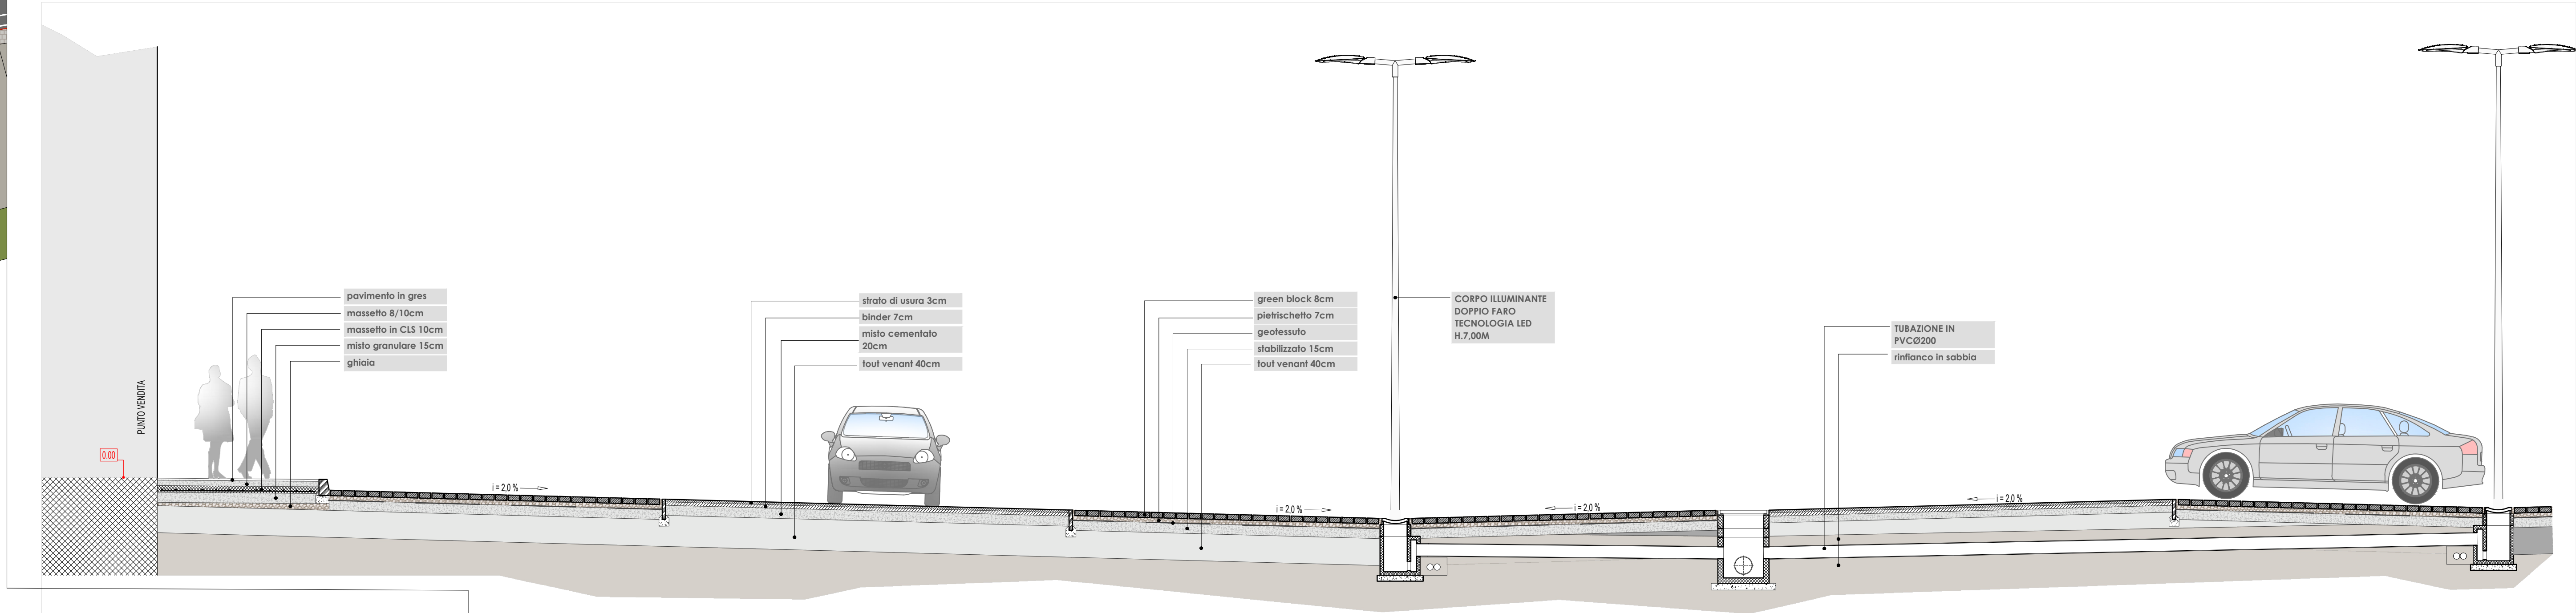 PUNTO VENDITA
0.00
pavimento in gres
massetto 8/10cm
massetto in CLS 10cm
misto granulare 15cm
ghiaia
i = 2,0 %
strato di usura 3cm
binder 7cm
misto cementato
20cm
tout venant 40cm
green block 8cm
pietrischetto 7cm
geotessuto
stabilizzato 15cm
tout venant 40cm
i = 2,0 %
CORPO ILLUMINANTE
DOPPIO FARO
TECNOLOGIA LED
H.7,00M
i = 2,0 %
TUBAZIONE IN
PVCØ200
rinfianco in sabbia
i = 2,0 %